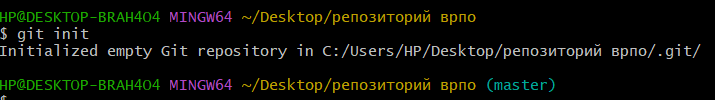 HP@DESKTOP-BRAH4O4 MINGW64 ~/Desktop/репозиторий врпо
$ git init
Initialized empty Git repository in C:/Users/HP/Desktop/репозиторий врпо/.git/
HP@DESKTOP-BRAH4O4 MINGW64 ~/Desktop/репозиторий врпо (master)
$